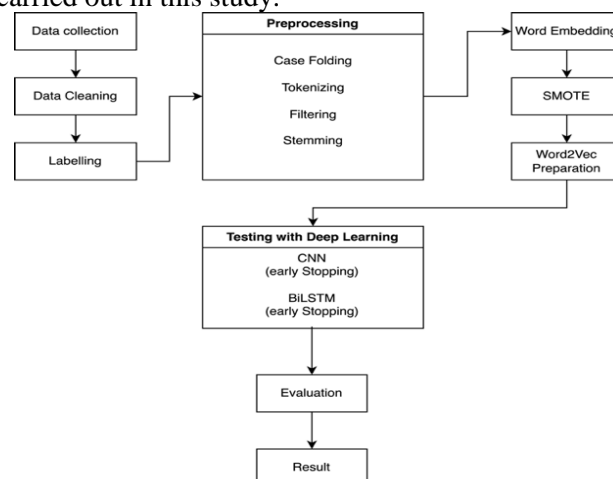 carried out in this study.
Data collection
Data Cleaning
Labelling
Preprocessing
Case Folding
Tokenizing
Filtering
Stemming
Word Embedding
SMOTE
Word2Vec
Preparation
Testing with Deep Learning
CNN
(early Stopping)
BiLSTM
(early Stopping)
Evaluation
Result